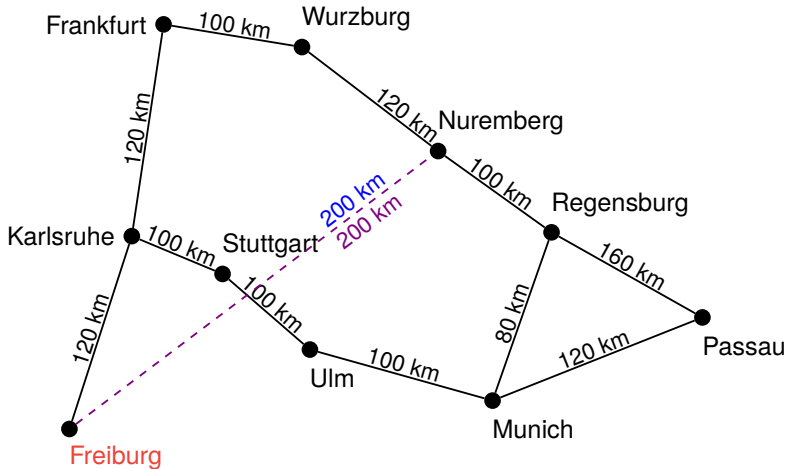 Frankfurt
100 km
Wurzburg
120 km
120 km
Nuremberg
100 km
200 km
200 km
Regensburg
Karlsruhe
100 km
Stuttgart
160 km
100 km
80 km
120 km
100 km
120 km
Passau
Ulm
Munich
Freiburg